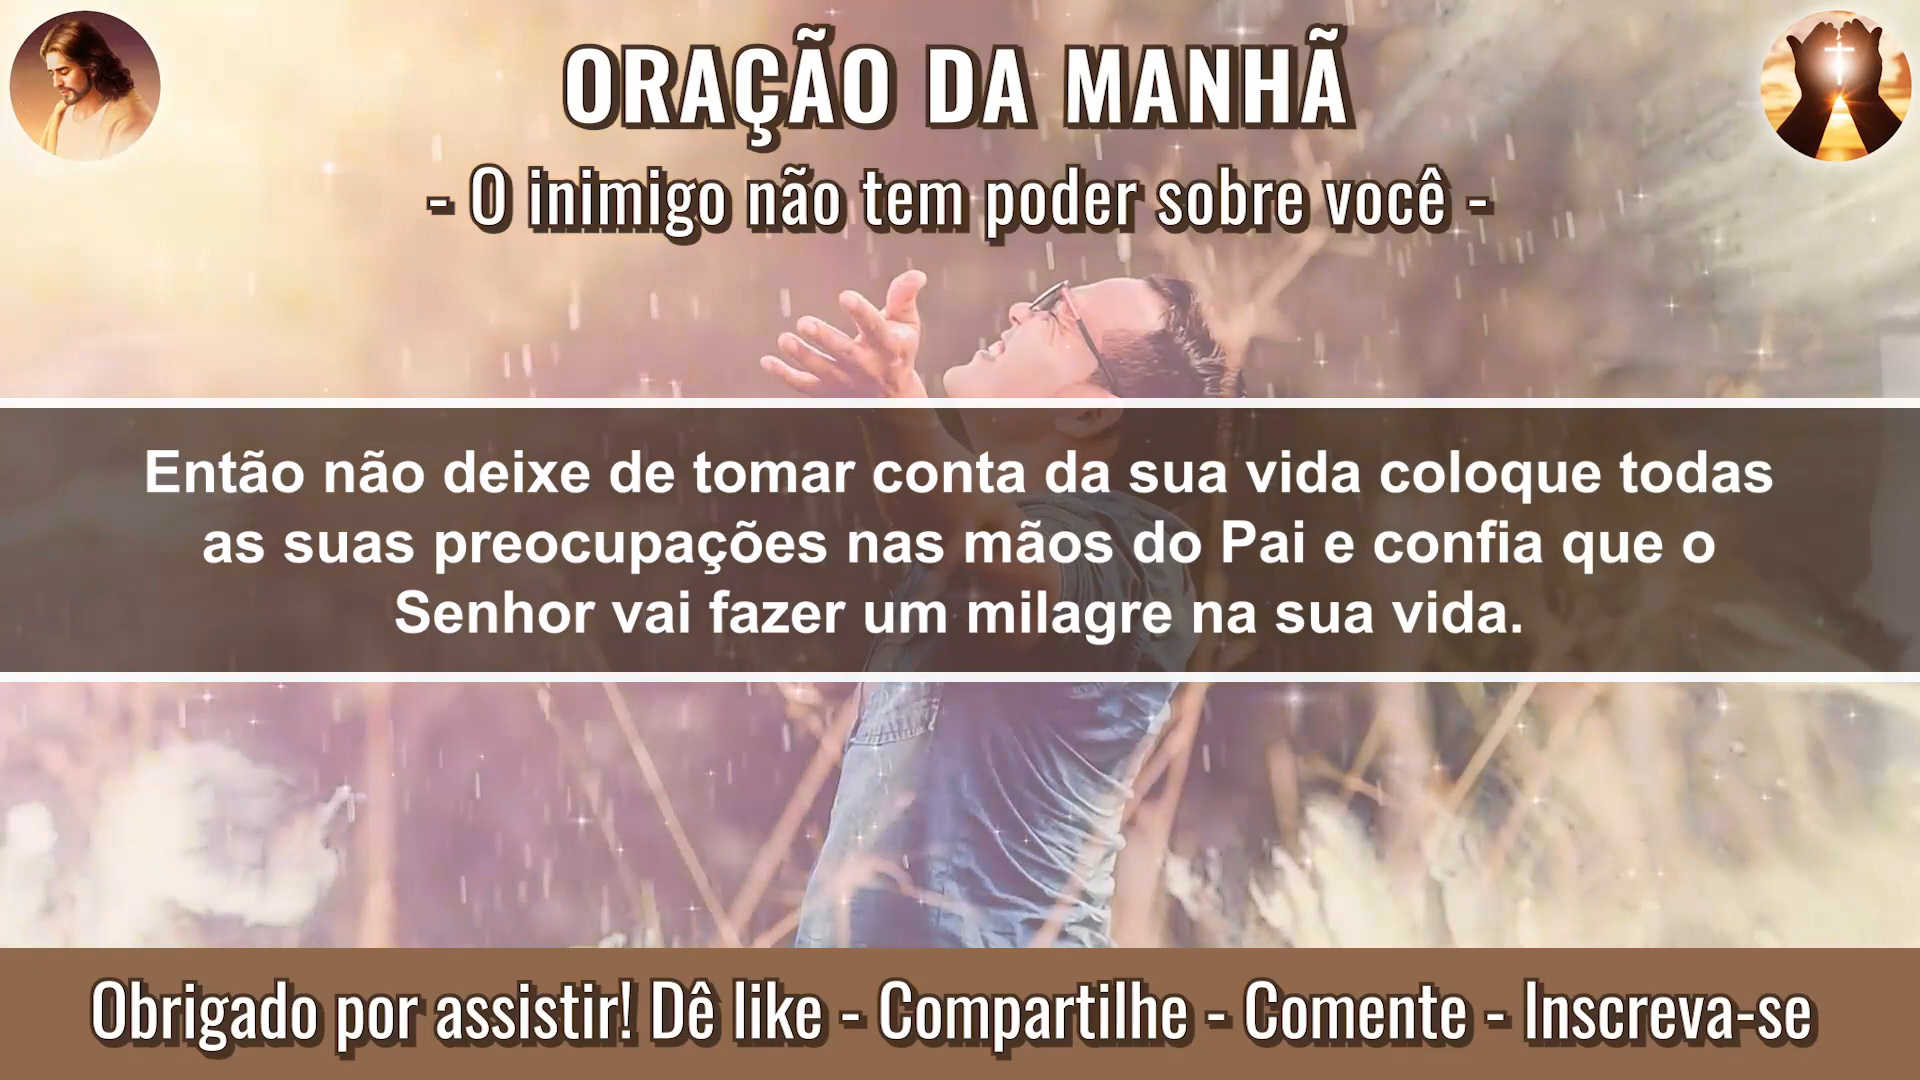 ORAÇÃO DA MANHÃ
- O inimigo não tem poder sobre você -
Então não deixe de tomar conta da sua vida coloque todas
as suas preocupações nas mãos do Pai e confia que o
Senhor vai fazer um milagre na sua vida.
Obrigado por assistir! Dê like - Compartilhe - Comente - Inscreva-se